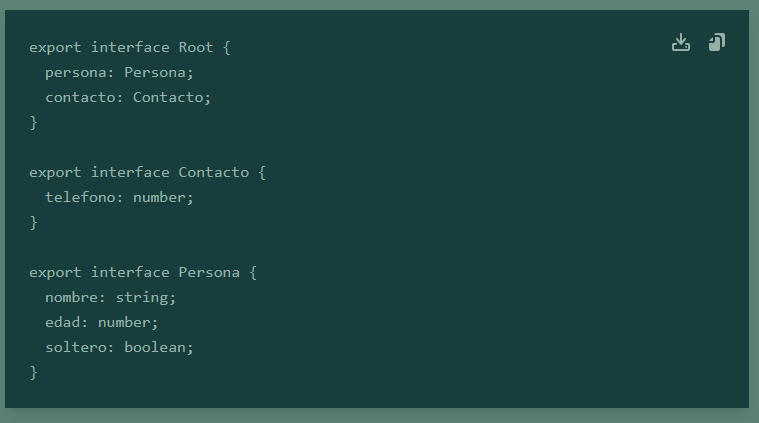 export interface Root {
  persona: Persona;
  contacto: Contacto;
}

export interface Contacto {
  telefono: number;
}

export interface Persona {
  nombre: string;
  edad: number;
  soltero: boolean;
}